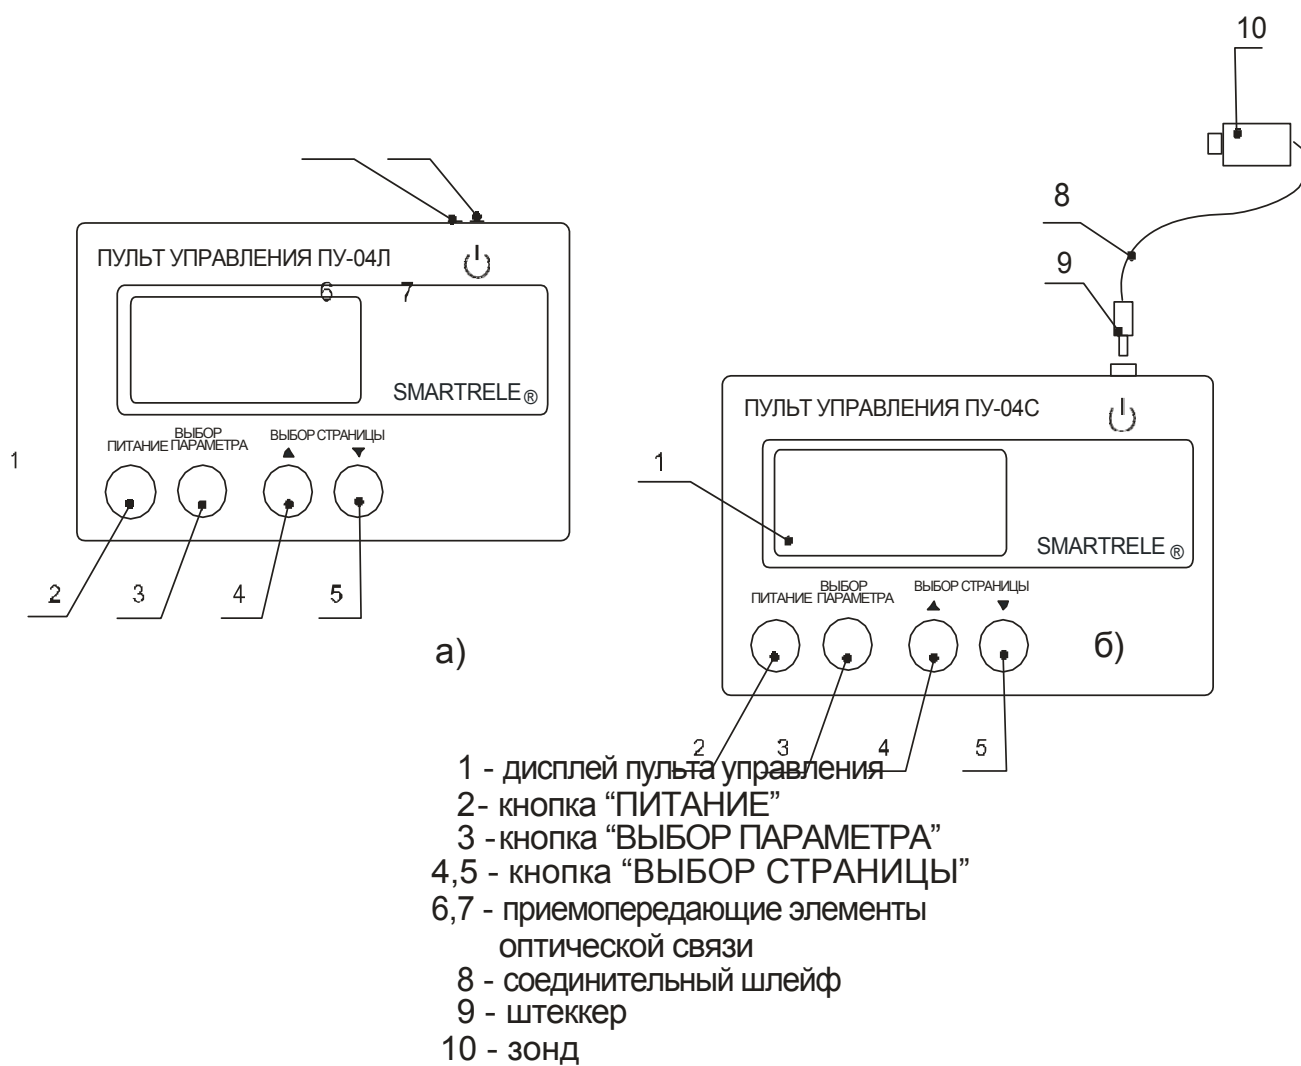 10
8
9
ПУЛЬТ УПРАВЛЕНИЯ ПУ-04Л
6 7
SMARTRELE ®
ПИТАНИЕ
ВЫБОР
ПАРАМЕТРА
ВЫБОР СТРАНИЦЫ
1
2 3 4 5
а)
ПУЛЬТ УПРАВЛЕНИЯ ПУ-04С
1
SMARTRELE ®
ПИТАНИЕ
ВЫБОР
ПАРАМЕТРА
ВЫБОР СТРАНИЦЫ
б)
2 3 4 5
1 - дисплей пульта управления
2- кнопка “ПИТАНИЕ”
3 -кнопка “ВЫБОР ПАРАМЕТРА”
4,5 - кнопка “ВЫБОР СТРАНИЦЫ”
6,7 - приемопередающие элементы
оптической связи
8 - соединительный шлейф
9 - штеккер
10 - зонд